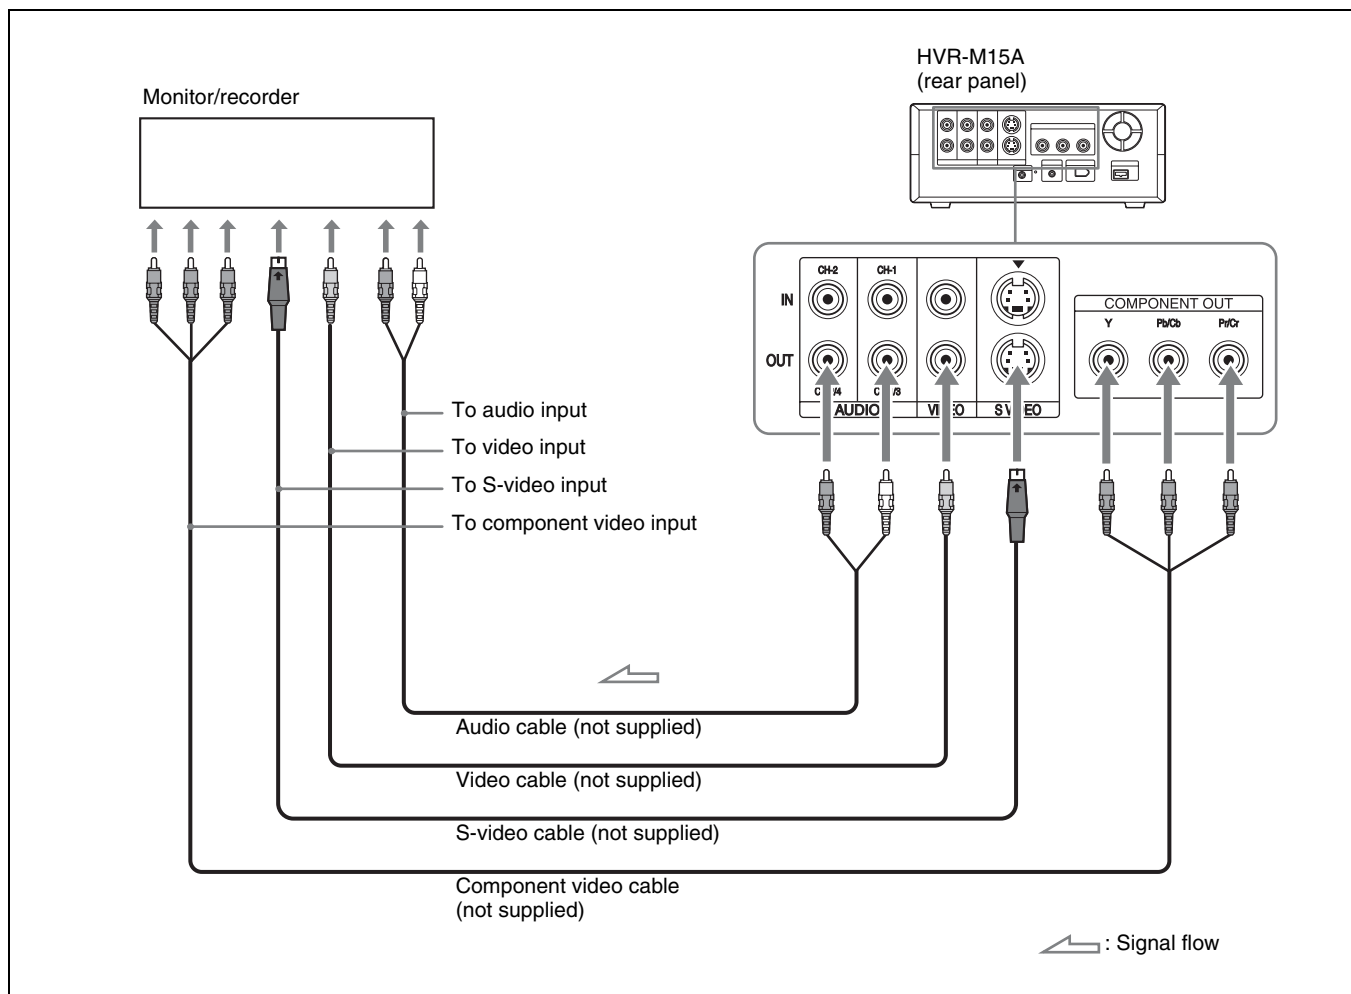 HVR-M15A
(rear panel)
Monitor/recorder
CH-2
CH-1
IN
COMPONENT OUT
Y
Pb/Cb
Pr/Cr
OUT
AUDIO
To audio input
To video input
To S-video input
To component video input
Audio cable (not supplied)
Video cable (not supplied)
S-video cable (not supplied)
Component video cable
(not supplied)
: Signal flow